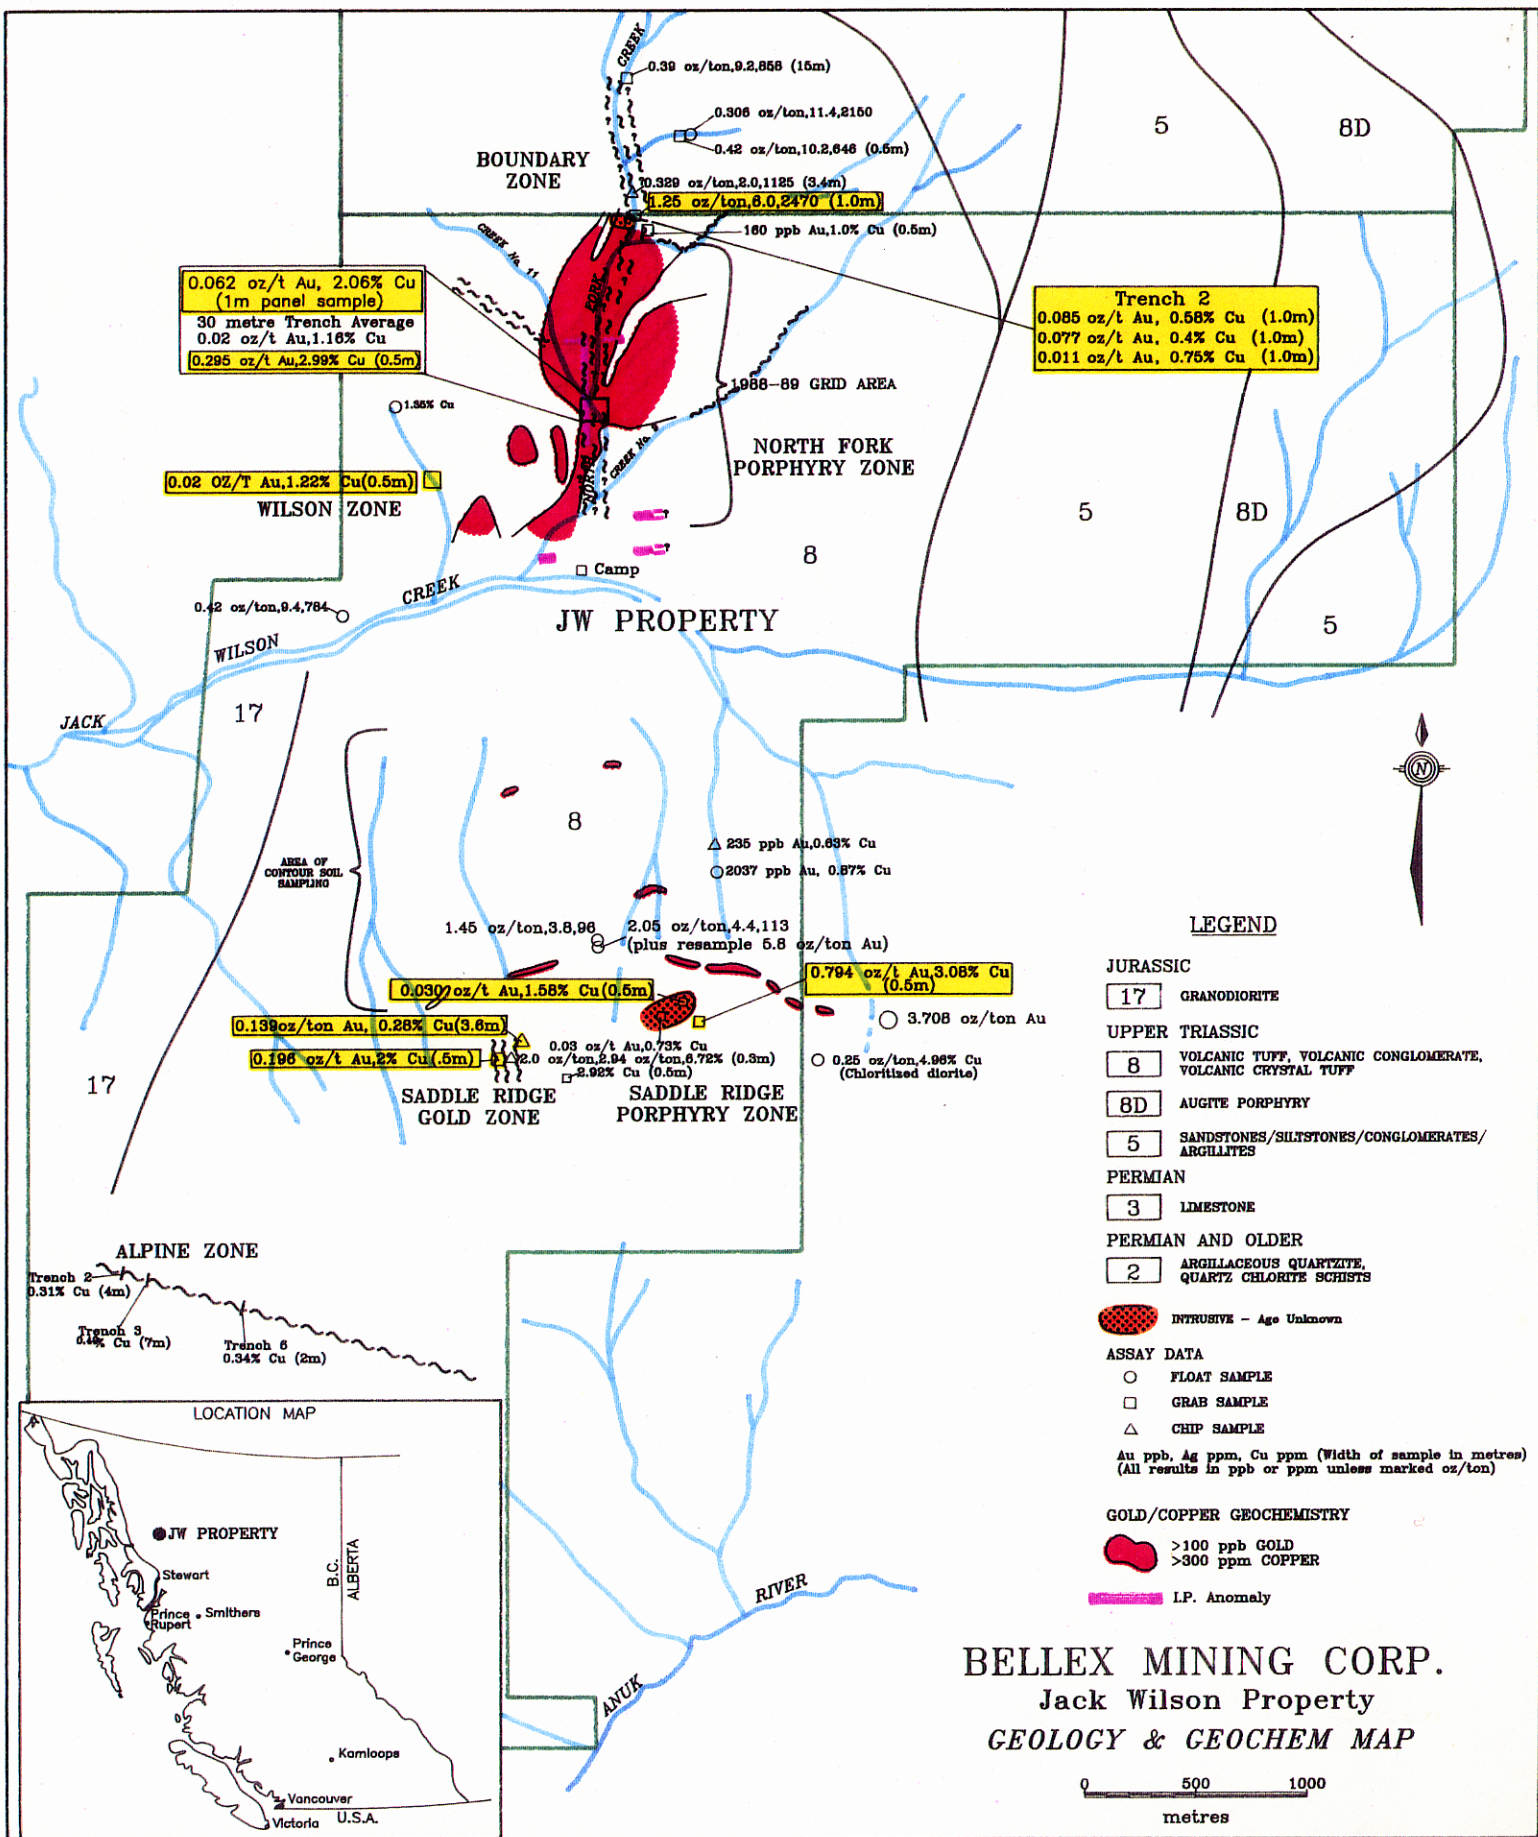 CREEK
0.39 oz/ton,9.2,858 (15m)
0.306 oz/ton,11.4,2150
0.42 oz/ton,10.2,646 (0.5m)
BOUNDARY
ZONE
0.329 oz/ton,2.0,1125 (3.4m)
1.25 oz/ton,6.0,2470 (1.0m)
160 ppb Au,1.0% Cu (0.5m)
5
8D
CREEK No. 11
0.062 oz/t Au, 2.06% Cu
(1m panel sample)
30 metre Trench Average
0.02 oz/t Au,1.16% Cu
0.295 oz/t Au,2.99% Cu (0.5m)
Trench 2
0.085 oz/t Au, 0.58% Cu (1.0m)
0.077 oz/t Au, 0.4% Cu (1.0m)
0.011 oz/t Au, 0.75% Cu (1.0m)
NORTH FORK
1988-89 GRID AREA
1.35% Cu
CREEK No.
NORTH FORK
PORPHYRY ZONE
0.02 OZ/T Au,1.22% Cu(0.5m)
WILSON ZONE
5
8D
8
Camp
5
0.42 oz/ton,9.4,784
JACK WILSON CREEK
JW PROPERTY
17
8
AREA OF
CONTOUR SOIL
SAMPLING
235 ppb Au,0.63% Cu
2037 ppb Au, 0.87% Cu
1.45 oz/ton,3.8,96
2.05 oz/ton,4.4,113
(plus resample 5.8 oz/ton Au)
0.794 oz/t Au,3.08% Cu
(0.5m)
oz/t Au,1.58% Cu(0.5m)
0.139oz/ton Au, 0.28% Cu(3.6m)
0.196 oz/t Au,2% Cu(.5m)
0.03 oz/t Au,0.73% Cu
2.0 oz/ton,2.94 oz/ton,6.72% (0.3m)
2.92% Cu (0.5m)
3.708 oz/ton Au
0.25 oz/ton,4.96% Cu
(Chloritized diorite)
17
SADDLE RIDGE
GOLD ZONE
SADDLE RIDGE
PORPHYRY ZONE
ALPINE ZONE
Trench 2
0.31% Cu (4m)
Trench 3
% Cu (7m)
Trench 6
0.34% Cu (2m)
ANUK RIVER
N
LEGEND
JURASSIC
17 GRANODIORITE
UPPER TRIASSIC
8 VOLCANIC TUFF, VOLCANIC CONGLOMERATE,
VOLCANIC CRYSTAL TUFF
8D AUGITE PORPHYRY
5 SANDSTONES/SILTSTONES/CONGLOMERATES/
ARGILLITES
PERMIAN
3 LIMESTONE
PERMIAN AND OLDER
2 ARGILLACEOUS QUARTZITE,
QUARTZ CHLORITE SCHISTS
INTRUSIVE - Age Unknown
ASSAY DATA
FLOAT SAMPLE
GRAB SAMPLE
CHIP SAMPLE
Au ppb, Ag ppm, Cu ppm (Width of sample in metres)
(All results in ppb or ppm unless marked oz/ton)
GOLD/COPPER GEOCHEMISTRY
>100 ppb GOLD
>300 ppm COPPER
I.P. Anomaly
LOCATION MAP
JW PROPERTY
Stewart
Prince
Rupert
Smithers
B.C.
ALBERTA
Prince
George
Kamloops
Vancouver
Victoria
U.S.A.
BELLEX MINING CORP.
Jack Wilson Property
GEOLOGY & GEOCHEM MAP
0 500 1000
metres